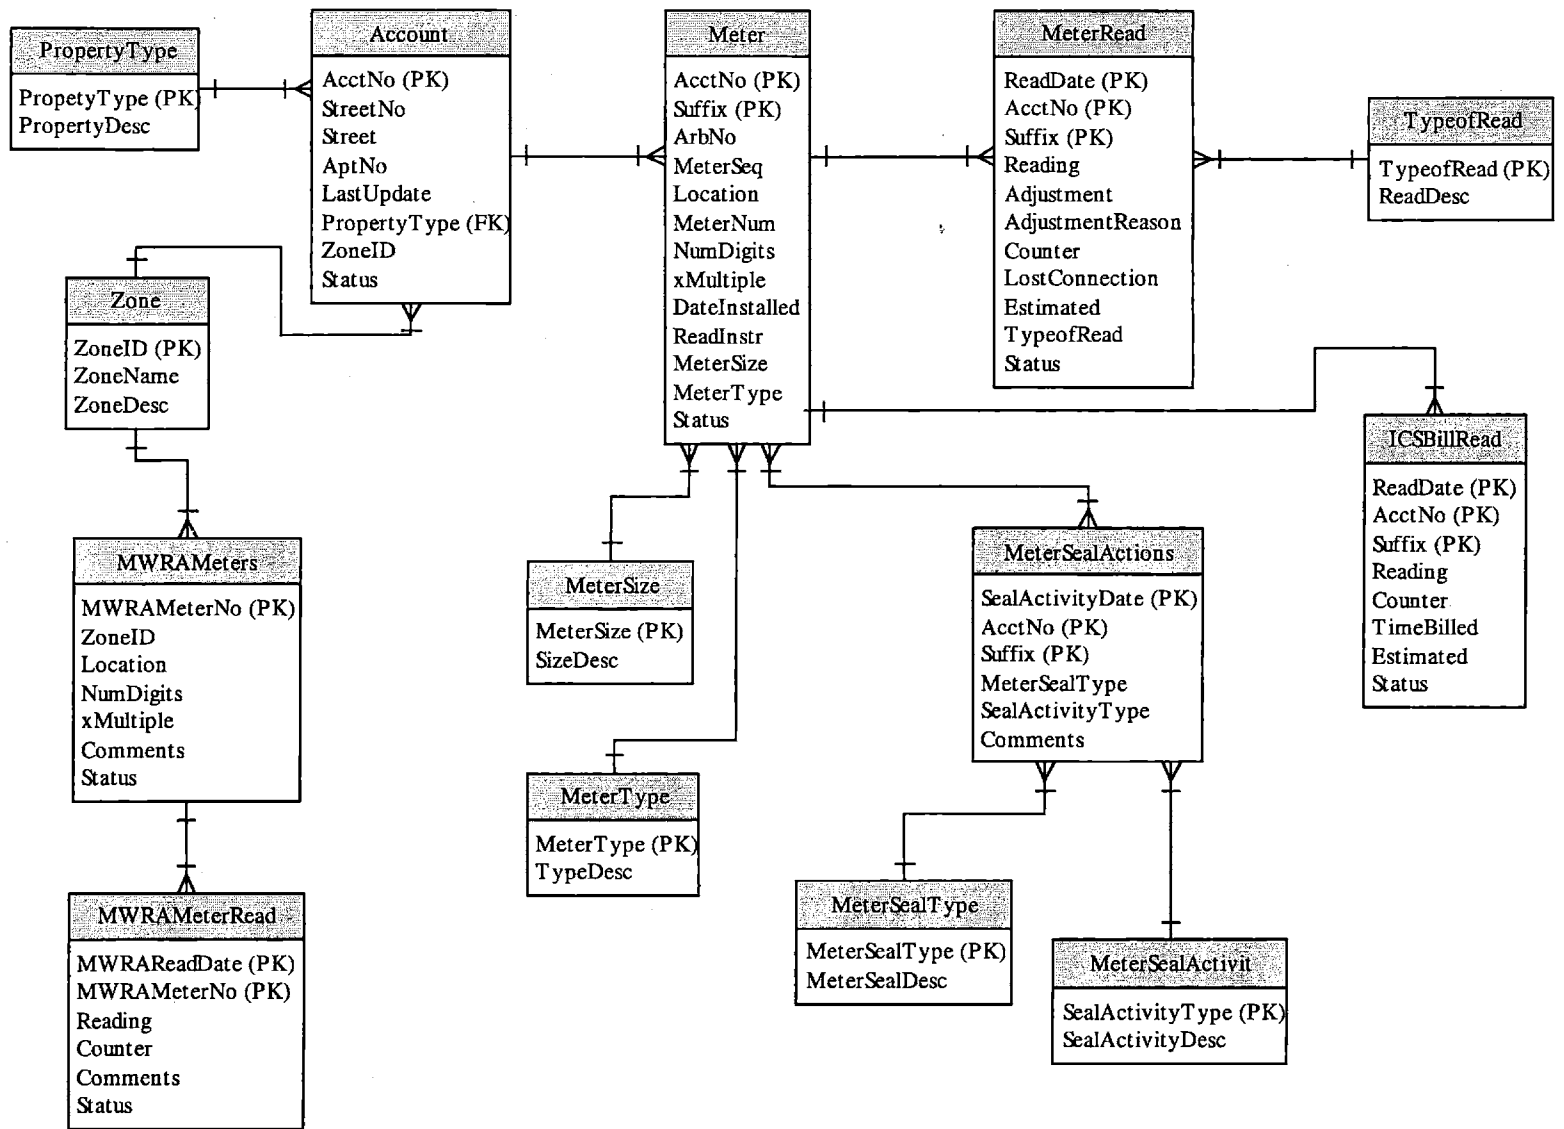 PropertyType
PropetyType (PK)
PropertyDesc
Account
AcctNo (PK)
StreetNo
Street
AptNo
LastUpdate
PropertyType (FK)
ZoneID
Status
Meter
AcctNo (PK)
Suffix (PK)
ArbNo
MeterSeq
Location
MeterNum
NumDigits
xMultiple
DateInstalled
ReadInstr
MeterSize
MeterType
Status
MeterRead
ReadDate (PK)
AcctNo (PK)
Suffix (PK)
Reading
Adjustment
AdjustmentReason
Counter
LostConnection
Estimated
TypeofRead
Status
TypeofRead
TypeofRead (PK)
ReadDesc
Zone
ZoneID (PK)
ZoneName
ZoneDesc
ICSBillRead
ReadDate (PK)
AcctNo (PK)
Suffix (PK)
Reading
Counter
TimeBilled
Estimated
Status
MWRAMeters
MWRAMeterNo (PK)
ZoneID
Location
NumDigits
xMultiple
Comments
Status
MeterSize
MeterSize (PK)
SizeDesc
MeterSealActions
SealActivityDate (PK)
AcctNo (PK)
Suffix (PK)
MeterSealType
SealActivityType
Comments
MeterType
MeterType (PK)
TypeDesc
MWRAMeterRead
MWRAReadDate (PK)
MWRAMeterNo (PK)
Reading
Counter
Comments
Status
MeterSealType
MeterSealType (PK)
MeterSealDesc
MeterSealActivit
SealActivityType (PK)
SealActivityDesc